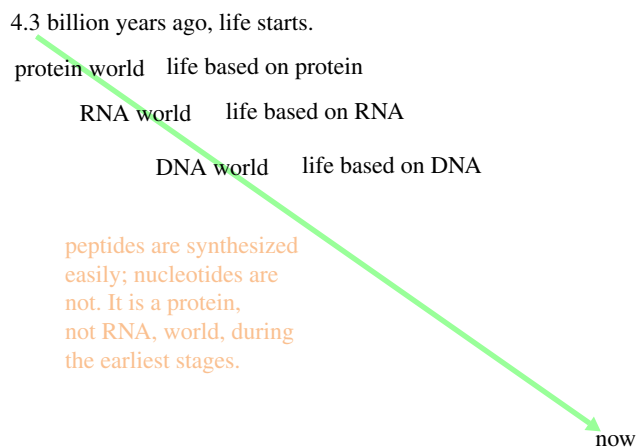 4.3 billion years ago, life starts.
protein world life based on protein
RNA world life based on RNA
DNA world life based on DNA
peptides are synthesized
easily; nucleotides are
not. It is a protein,
not RNA, world, during
the earliest stages.
now